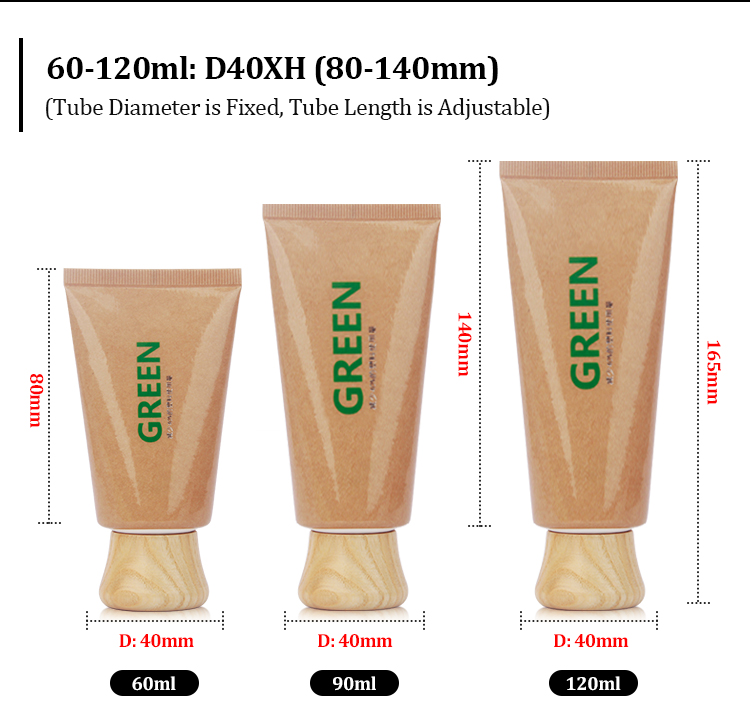 60-120ml: D40XH (80-140mm)
(Tube Diameter is Fixed, Tube Length is Adjustable)
80mm
GREEN
GREEN
140mm
GREEN
165mm
D: 40mm
D: 40mm
D: 40mm
60ml
90ml
120ml